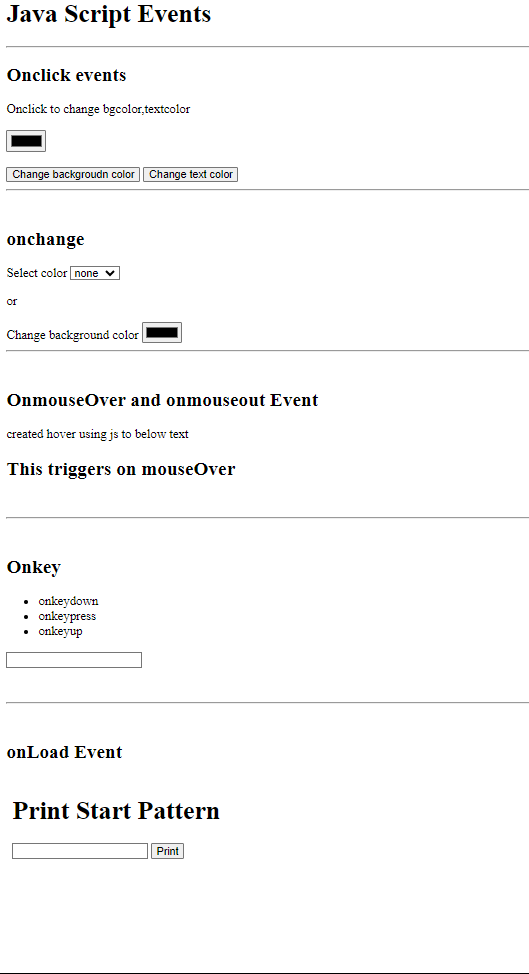 Java Script Events
Onclick events
Onclick to change bgcolor,textcolor
Change backgroudn color Change text color
onchange
Select color none
or
Change background color
OnmouseOver and onmouseout Event
created hover using js to below text
This triggers on mouseOver
Onkey
onkeydown
onkeypress
onkeyup
onLoad Event
Print Start Pattern
Print